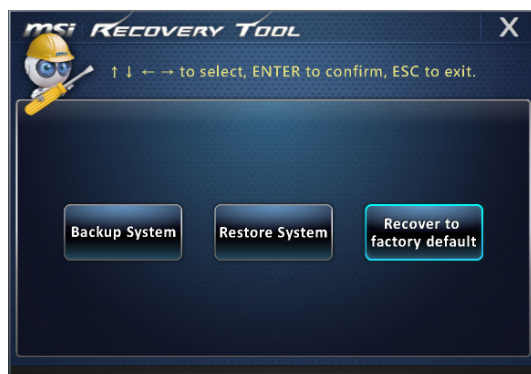 msi RECOVERY TOOL X
↑ ↓ ← → to select, ENTER to confirm, ESC to exit.
Backup System
Restore System
Recover to
factory default